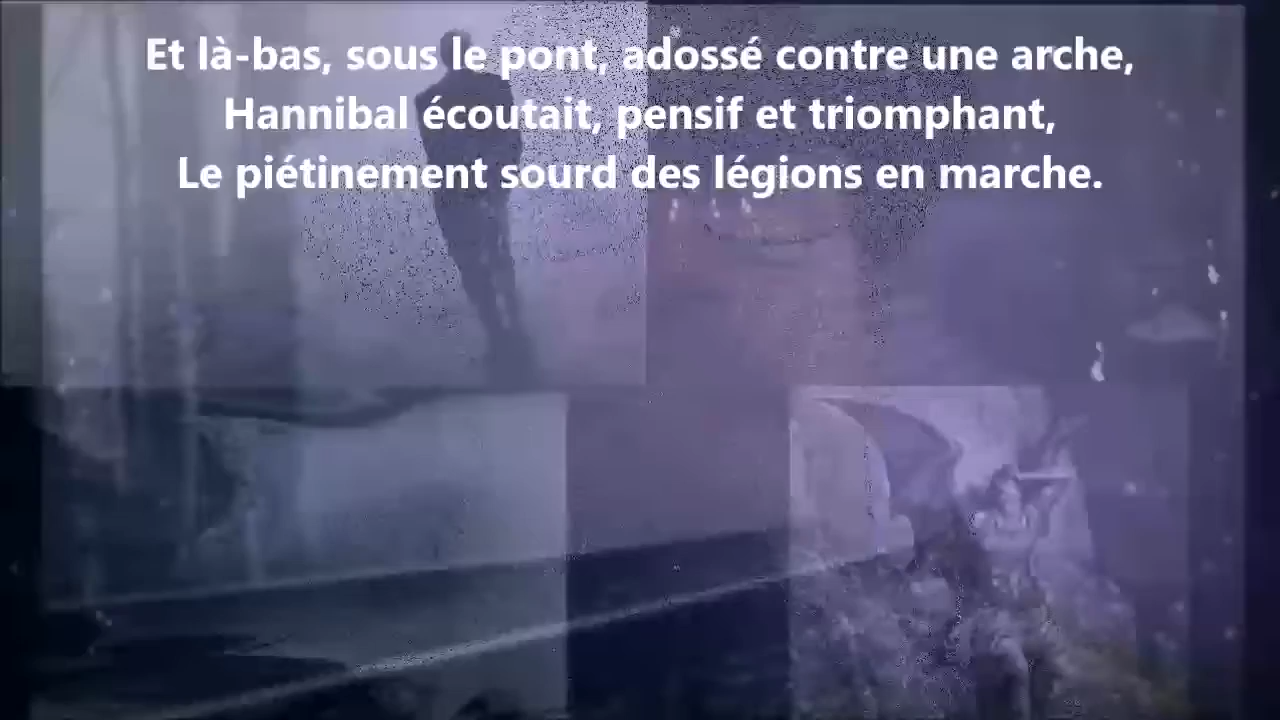 Et là-bas, sous le pont, adossé contre une arche,
Hannibal écoutait, pensif et triomphant,
Le piétinement sourd des légions en marche.